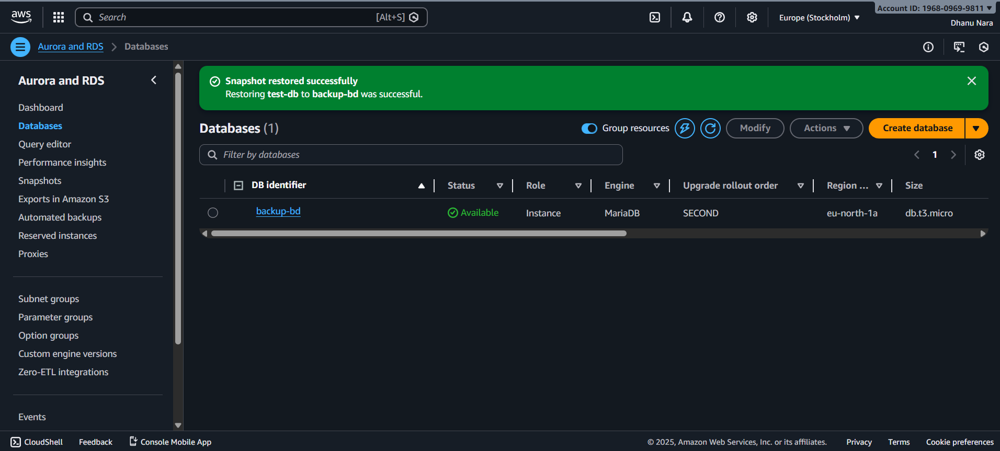 aws
Search
[Alt+S]
Europe (Stockholm)
Account ID: 1968-0969-9811
Dhanu Nara
Aurora and RDS
Databases
Aurora and RDS
Dashboard
Databases
Query editor
Performance insights
Snapshots
Exports in Amazon S3
Automated backups
Reserved instances
Proxies
Subnet groups
Parameter groups
Option groups
Custom engine versions
Zero-ETL integrations
Events
Snapshot restored successfully
Restoring test-db to backup-bd was successful.
Databases (1)
Group resources
Modify
Actions
Create database
Filter by databases
1
DB identifier Status Role Engine Upgrade rollout order Region ... Size
backup-bd Available Instance MariaDB SECOND eu-north-1a db.t3.micro
CloudShell Feedback Console Mobile App © 2025, Amazon Web Services, Inc. or its affiliates. Privacy Terms Cookie preferences